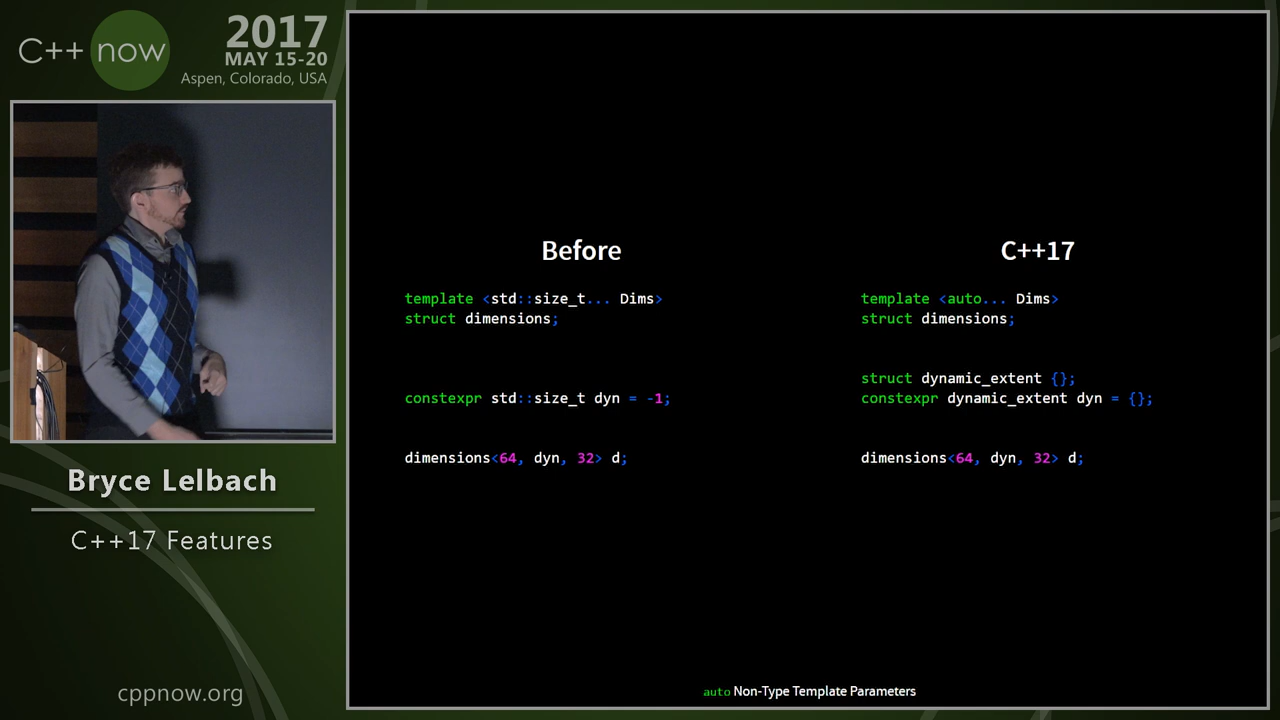 C++ now
2017
MAY 15-20
Aspen, Colorado, USA
Bryce Lelbach
C++17 Features
cppnow.org
Before
template <std::size_t... Dims>
struct dimensions;
constexpr std::size_t dyn = -1;
dimensions<64, dyn, 32> d;
C++17
template <auto... Dims>
struct dimensions;
struct dynamic_extent {};
constexpr dynamic_extent dyn = {};
dimensions<64, dyn, 32> d;
auto Non-Type Template Parameters